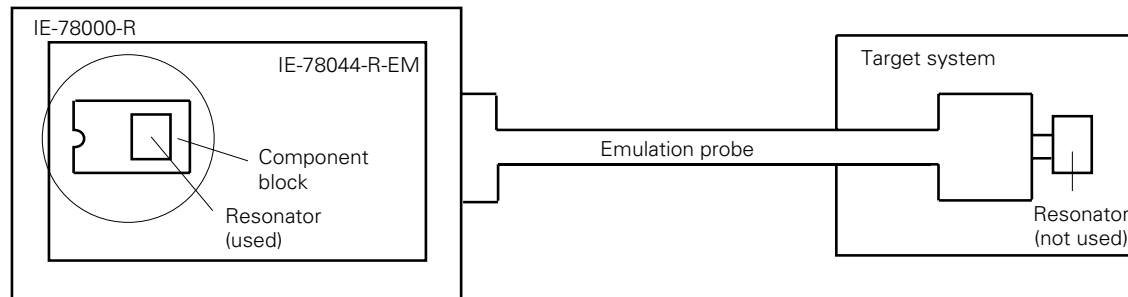 IE-78000-R
IE-78044-R-EM
Component
block
Resonator
(used)
Emulation probe
Target system
Resonator
(not used)